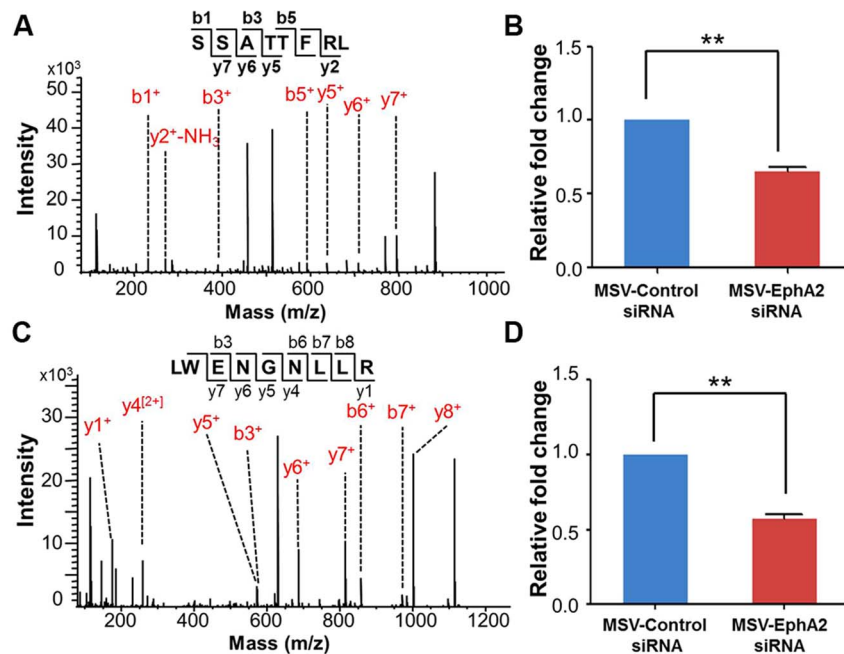 A
b1 b3 b5
S S A T T F RL
y7 y6 y5 y2
x10³
50
40
30
20
10
0
Intensity
b1⁺
y2⁺-NH₃
b3⁺
b5⁺
y5⁺
y6⁺
y7⁺
200 400 600 800 1000
Mass (m/z)
B
1.5
1.0
0.5
0.0
Relative fold change
**
MSV-Control
siRNA
MSV-EphA2
siRNA
C
b3 b6 b7 b8
LW E N G N L L R
y7 y6 y5 y4 y1
x10³
30
20
10
0
Intensity
y1⁺
y4[2+]
y5⁺
b3⁺
y6⁺
y7⁺
b6⁺
b7⁺
y8⁺
200 400 600 800 1000 1200
Mass (m/z)
D
1.5
1.0
0.5
0.0
Relative fold change
**
MSV-Control
siRNA
MSV-EphA2
siRNA